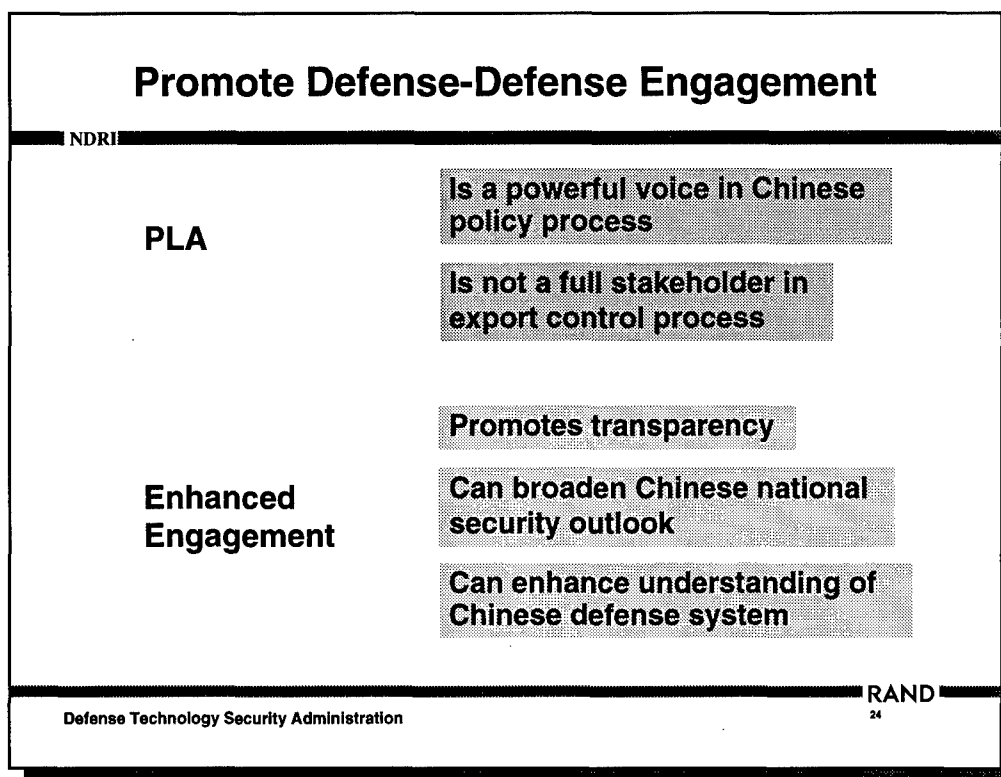 Promote Defense-Defense Engagement
NDRI
PLA
Is a powerful voice in Chinese
policy process
Is not a full stakeholder in
export control process
Enhanced
Engagement
Promotes transparency
Can broaden Chinese national
security outlook
Can enhance understanding of
Chinese defense system
RAND
24
Defense Technology Security Administration